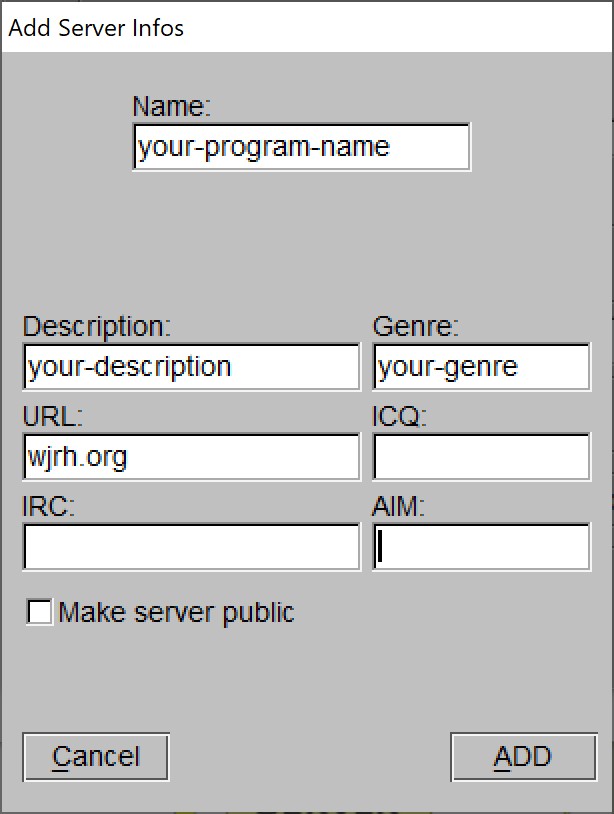 Add Server Infos
Name:
your-program-name
Description:
Genre:
your-description
your-genre
URL:
ICQ:
wjrh.org
IRC:
AIM:
Make server public
Cancel
ADD